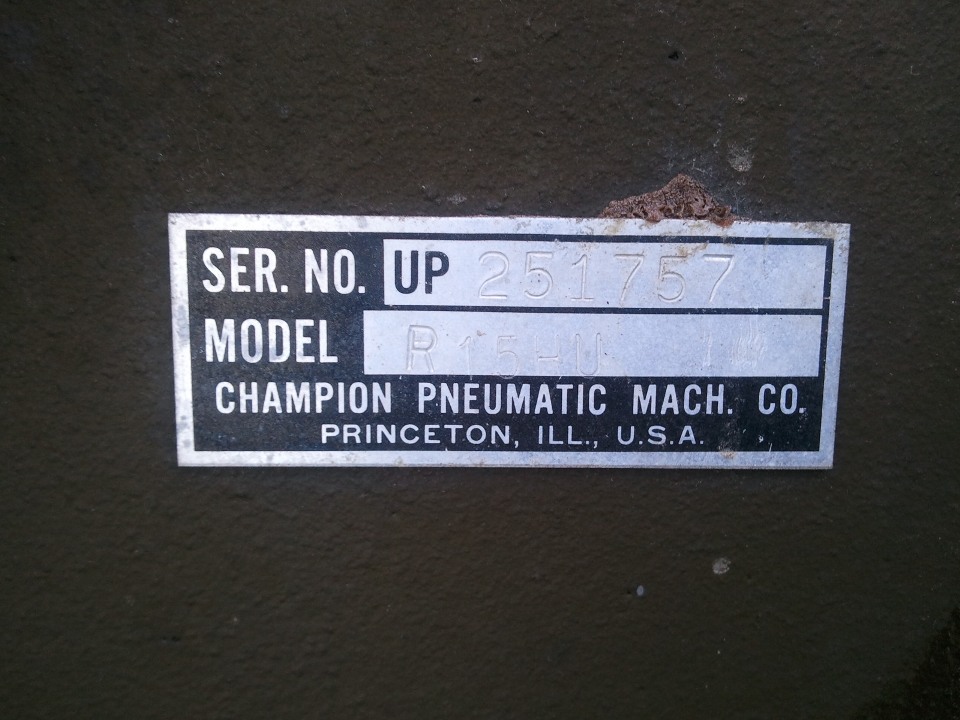 SER. NO. UP 251757
MODEL R15HU
CHAMPION PNEUMATIC MACH. CO.
PRINCETON, ILL., U.S.A.